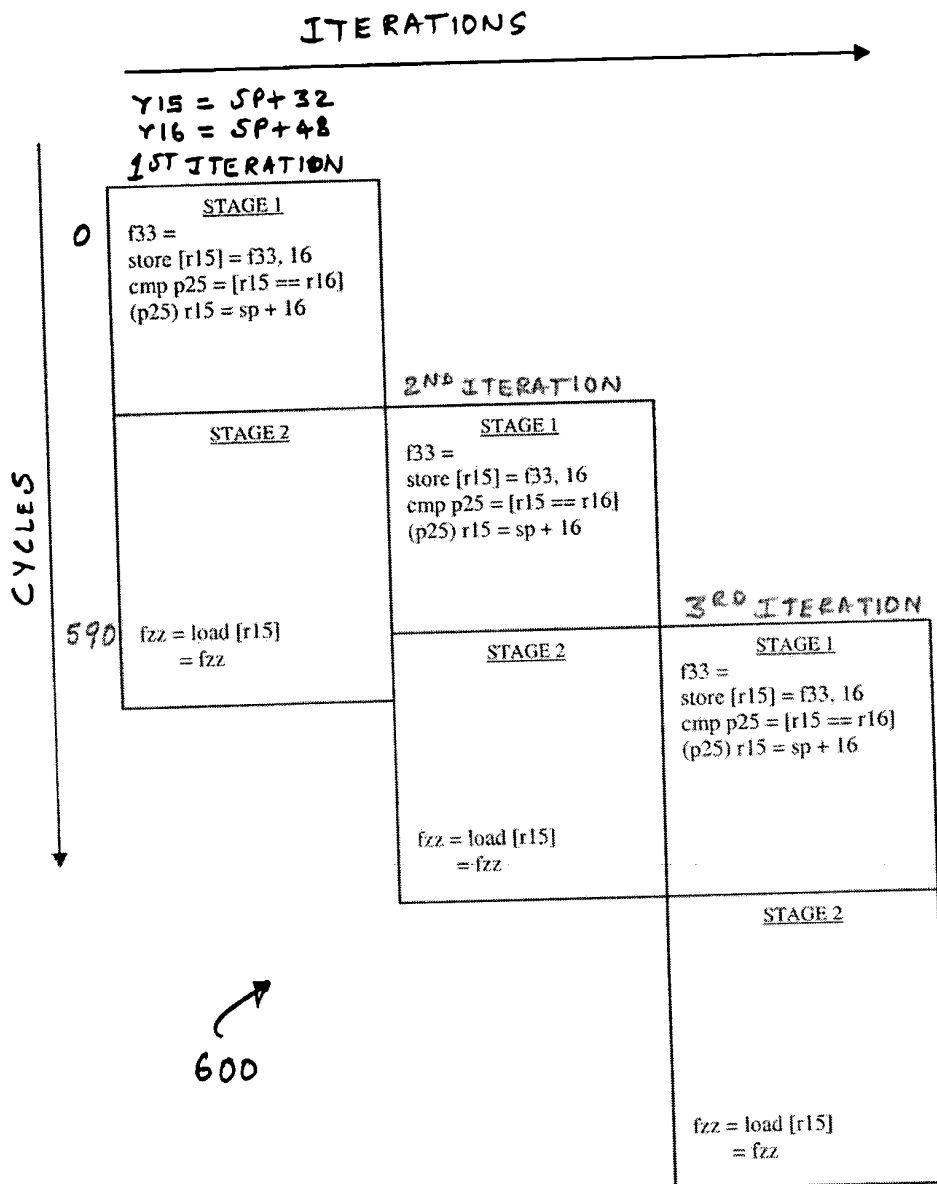 ITERATIONS
r15 = SP+32
r16 = SP+48
1ST ITERATION
STAGE 1
0
f33 =
store [r15] = f33, 16
cmp p25 = [r15 == r16]
(p25) r15 = sp + 16
2ND ITERATION
STAGE 2
STAGE 1
f33 =
store [r15] = f33, 16
cmp p25 = [r15 == r16]
(p25) r15 = sp + 16
CYCLES
3RD ITERATION
590
fzz = load [r15]
= fzz
STAGE 2
STAGE 1
f33 =
store [r15] = f33, 16
cmp p25 = [r15 == r16]
(p25) r15 = sp + 16
fzz = load [r15]
= fzz
STAGE 2
600
fzz = load [r15]
= fzz